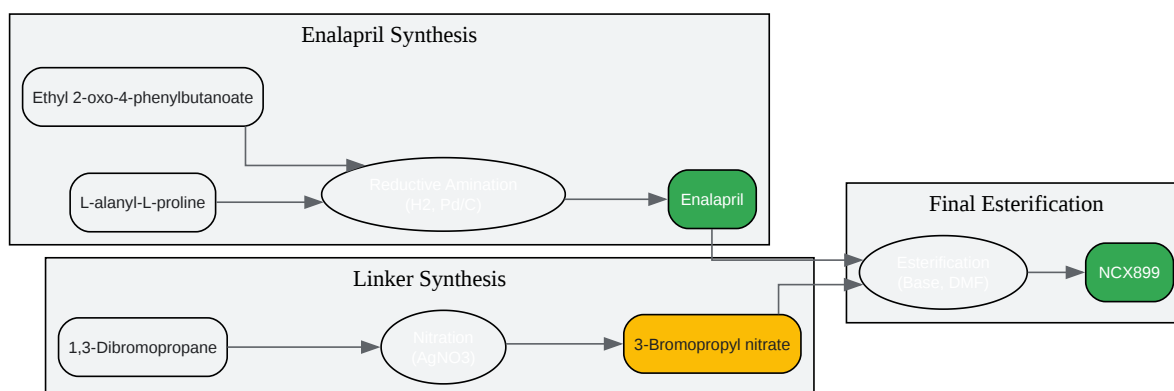 Enalapril Synthesis
Ethyl 2-oxo-4-phenylbutanoate
L-alanyl-L-proline
Reductive Amination
(H2, Pd/C)
Enalapril
Linker Synthesis
1,3-Dibromopropane
Nitration
(AgNO3)
3-Bromopropyl nitrate
Final Esterification
Esterification
(Base, DMF)
NCX899